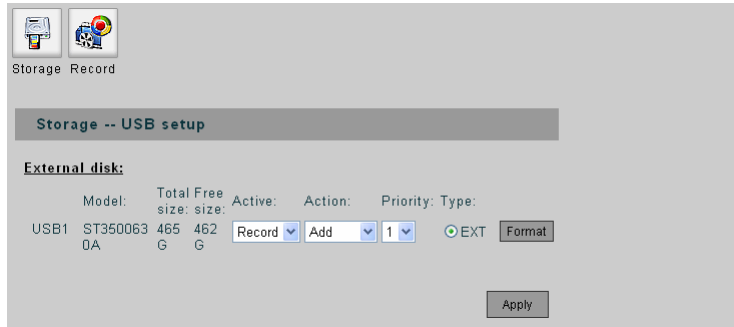 Storage Record
Storage -- USB setup
External disk:
Model: Total size: Free size: Active: Action: Priority: Type:
USB1 ST3500630A 465 G 462 G Record Add 1 EXT Format
Apply